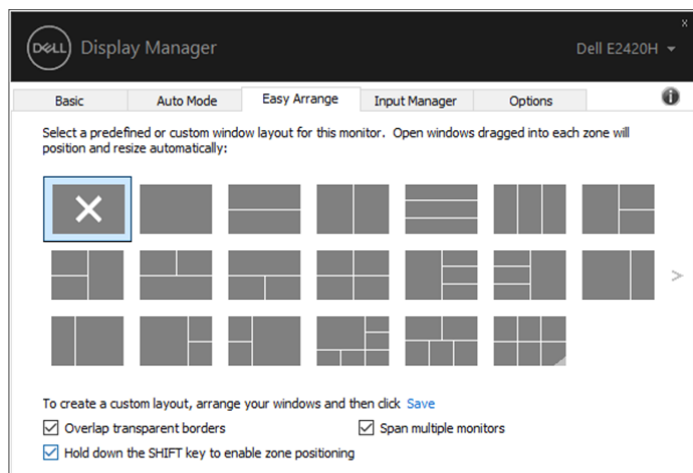 x
DELL Display Manager Dell E2420H
Basic Auto Mode Easy Arrange Input Manager Options
Select a predefined or custom window layout for this monitor. Open windows dragged into each zone will
position and resize automatically:
To create a custom layout, arrange your windows and then click Save
Overlap transparent borders Span multiple monitors
Hold down the SHIFT key to enable zone positioning